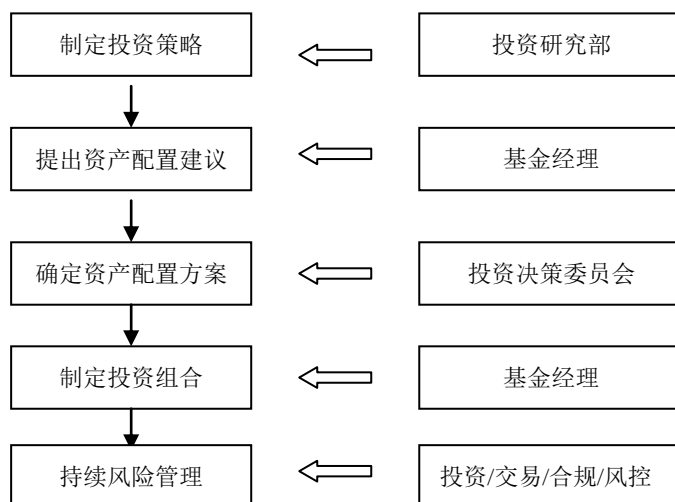 制定投资策略
投资研究部
提出资产配置建议
基金经理
确定资产配置方案
投资决策委员会
制定投资组合
基金经理
持续风险管理
投资/交易/合规/风控